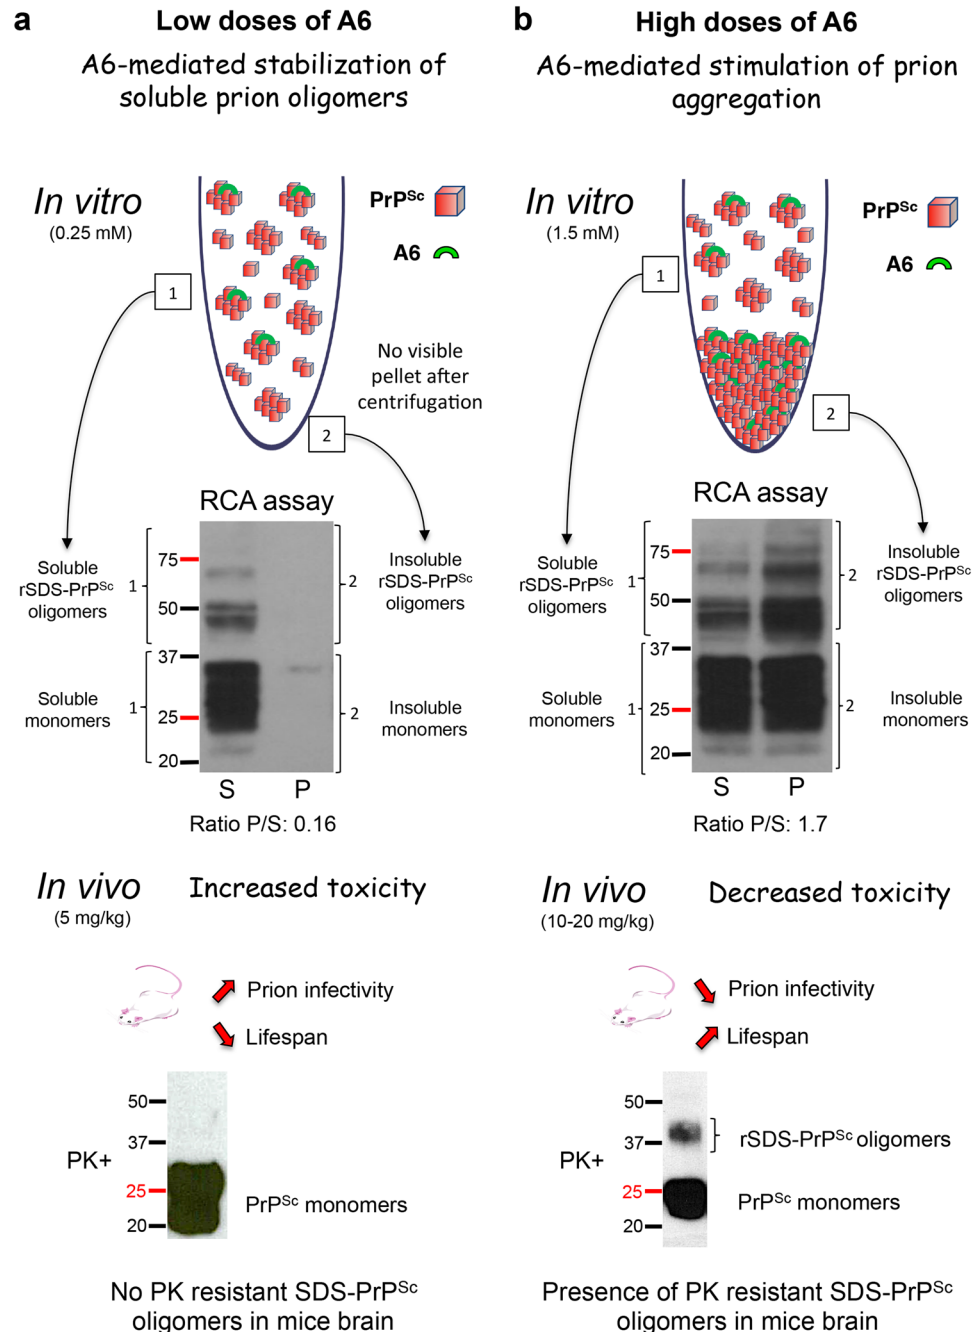 a
Low doses of A6
A6-mediated stabilization of
soluble prion oligomers
In vitro
(0.25 mM)
PrPSc
A6
1
No visible
pellet after
centrifugation
2
RCA assay
Soluble
rSDS-PrPSc
oligomers
1
75
50
2
Insoluble
rSDS-PrPSc
oligomers
Soluble
monomers
1
37
25
20
2
Insoluble
monomers
S P
Ratio P/S: 0.16
In vivo
(5 mg/kg)
Increased toxicity
Prion infectivity
Lifespan
PK+
50
37
25
20
PrPSc monomers
No PK resistant SDS-PrPSc
oligomers in mice brain
b
High doses of A6
A6-mediated stimulation of prion
aggregation
In vitro
(1.5 mM)
PrPSc
A6
1
2
RCA assay
Soluble
rSDS-PrPSc
oligomers
1
75
50
2
Insoluble
rSDS-PrPSc
oligomers
Soluble
monomers
1
37
25
20
2
Insoluble
monomers
S P
Ratio P/S: 1.7
In vivo
(10-20 mg/kg)
Decreased toxicity
Prion infectivity
Lifespan
PK+
50
37
25
20
rSDS-PrPSc oligomers
PrPSc monomers
Presence of PK resistant SDS-PrPSc
oligomers in mice brain